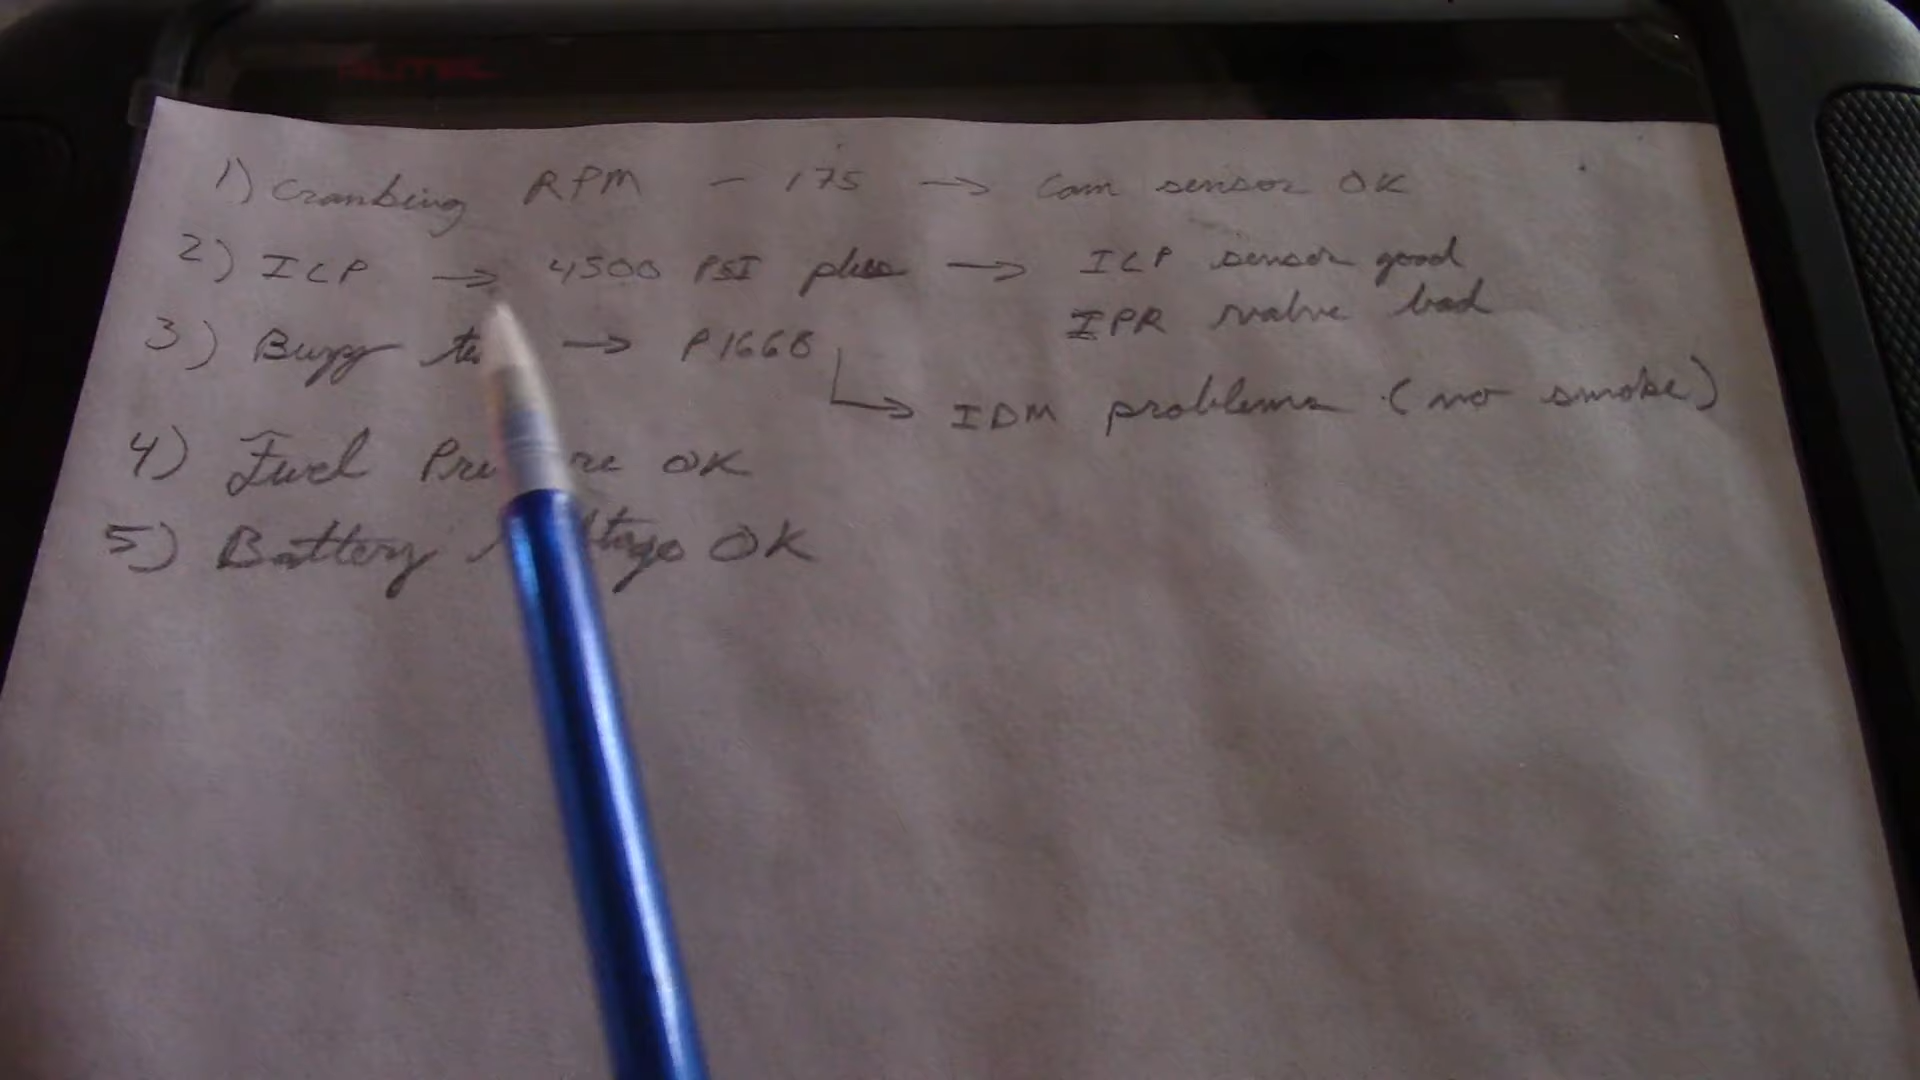 AUTEL
1) Cranking RPM - 175 → Cam sensor OK
2) ICP → 4500 PSI plus → ICP sensor good
IPR valve bad
3) Buzz → P1668
↳ IDM problems (no smoke)
4) Fuel OK
5) Battery OK